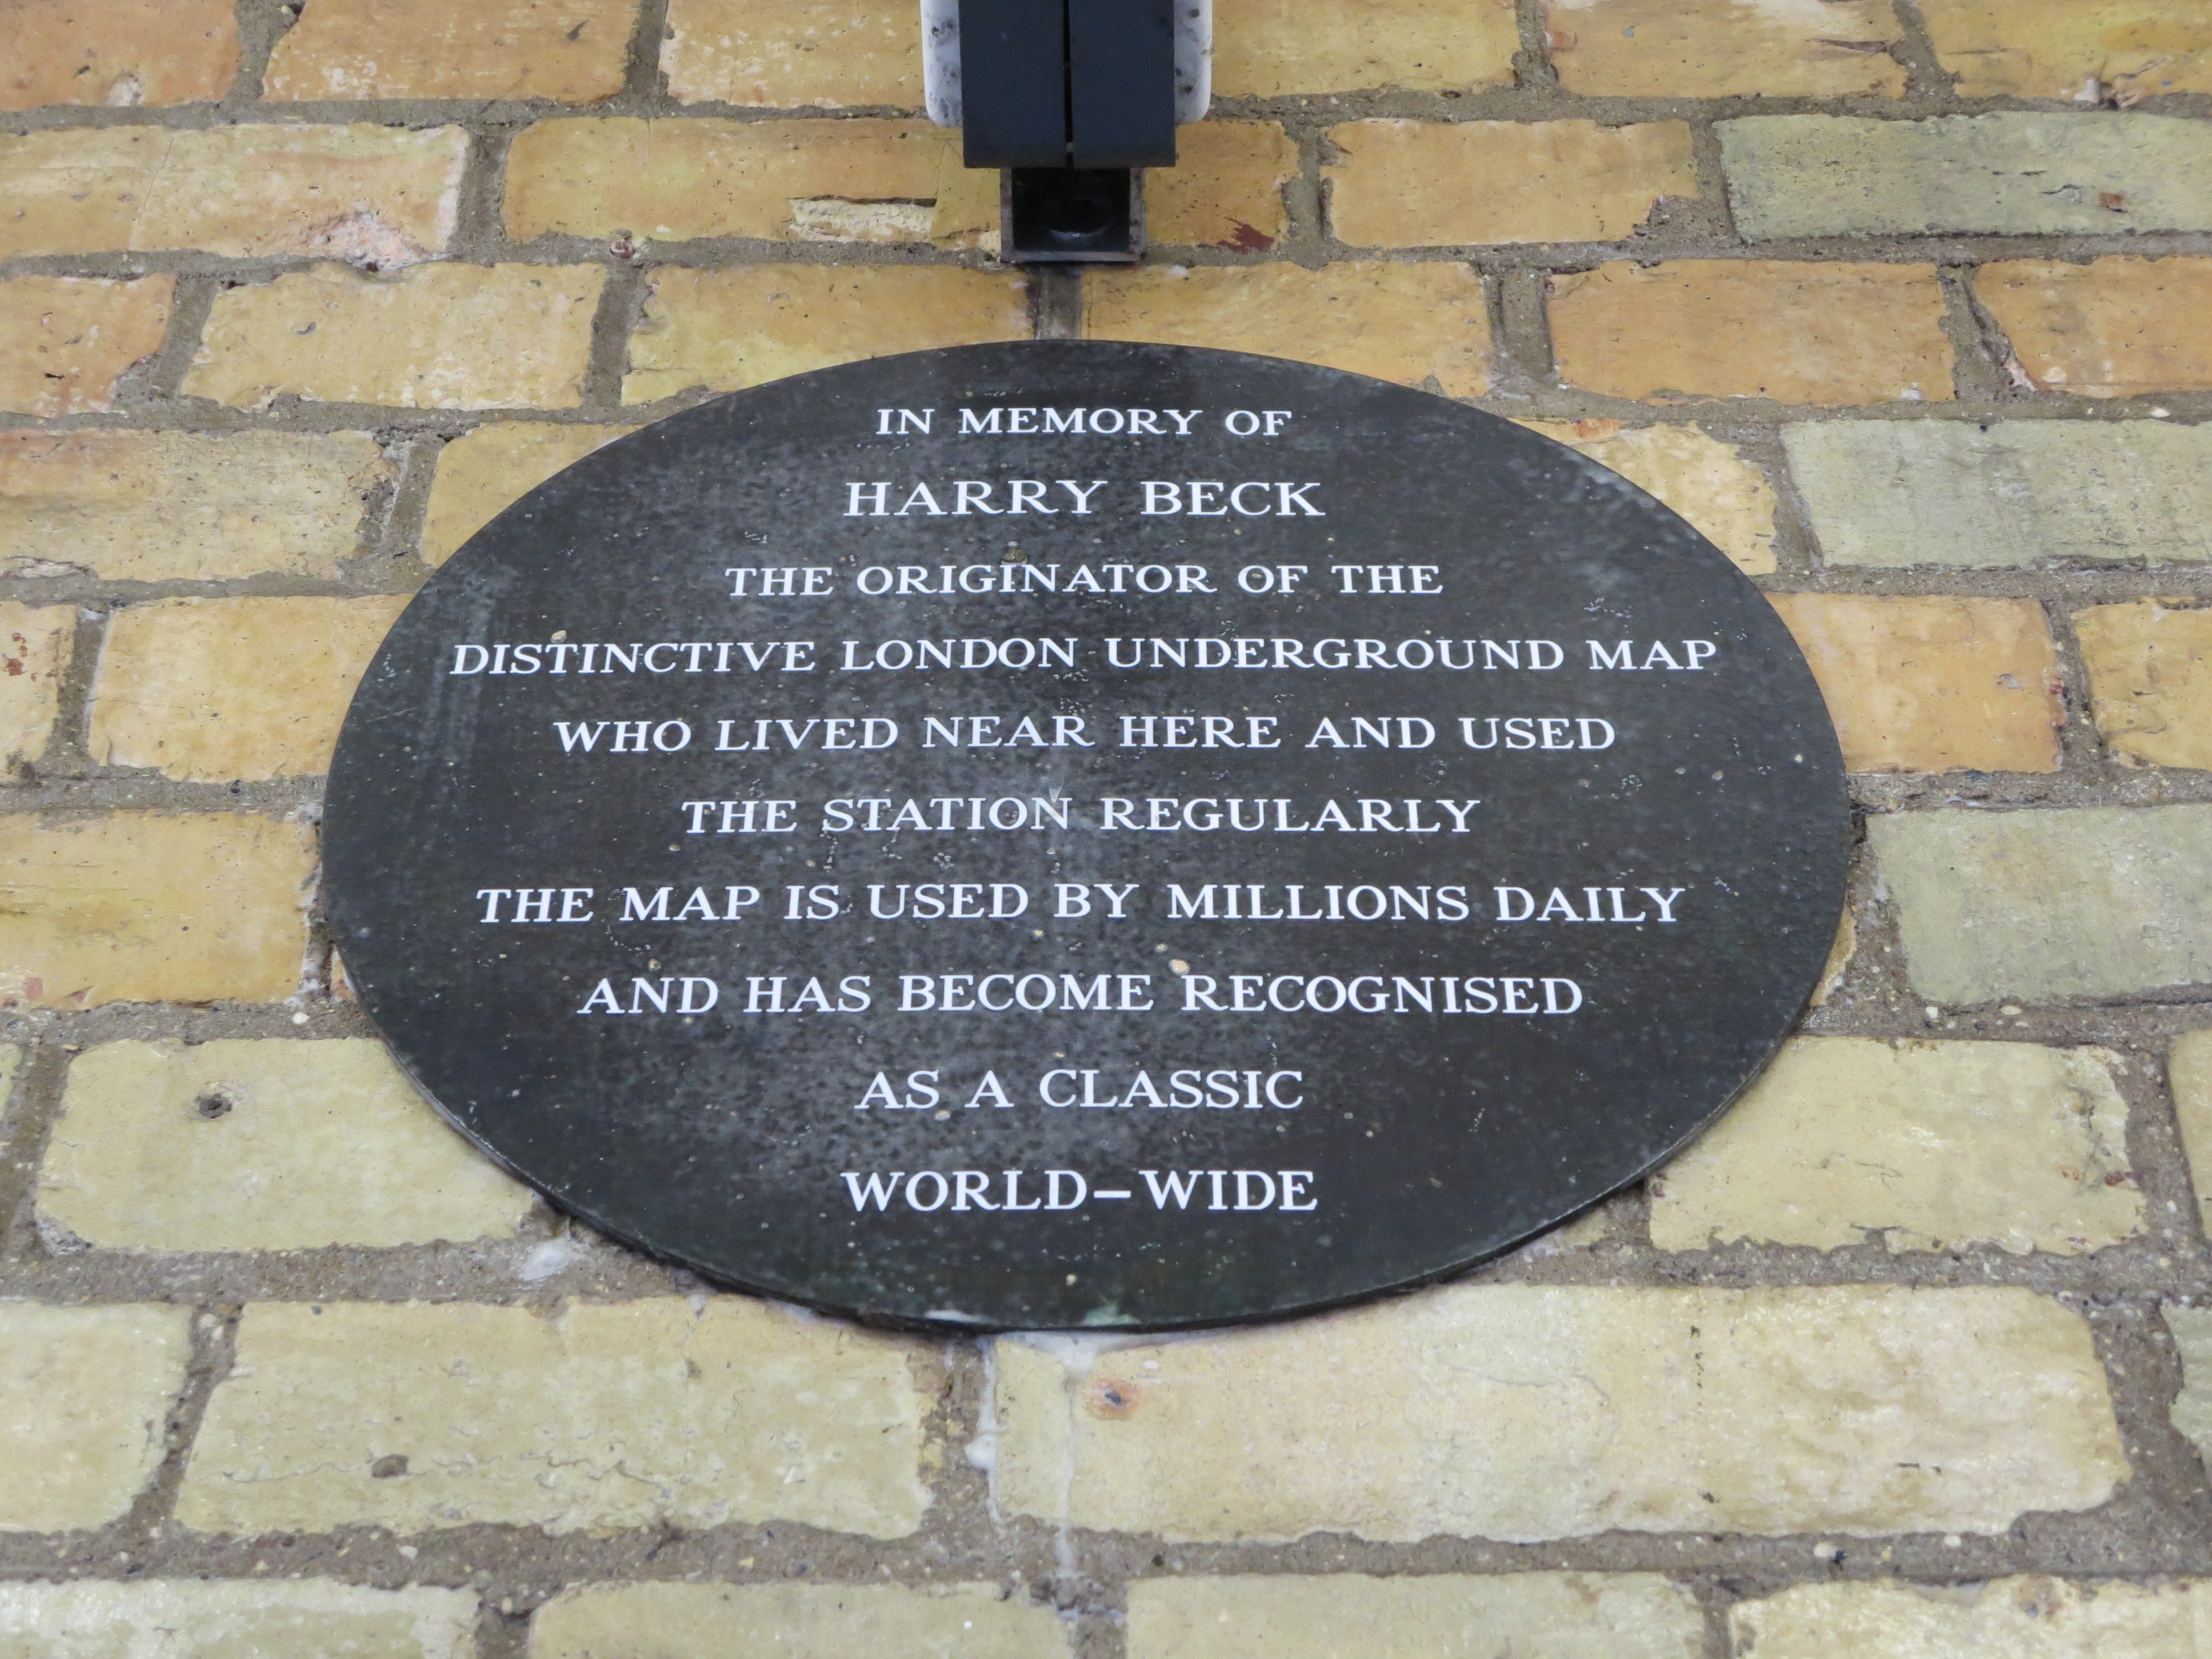 IN MEMORY OF
HARRY BECK
THE ORIGINATOR OF THE
DISTINCTIVE LONDON UNDERGROUND MAP
WHO LIVED NEAR HERE AND USED
THE STATION REGULARLY
THE MAP IS USED BY MILLIONS DAILY
AND HAS BECOME RECOGNISED
AS A CLASSIC
WORLD-WIDE